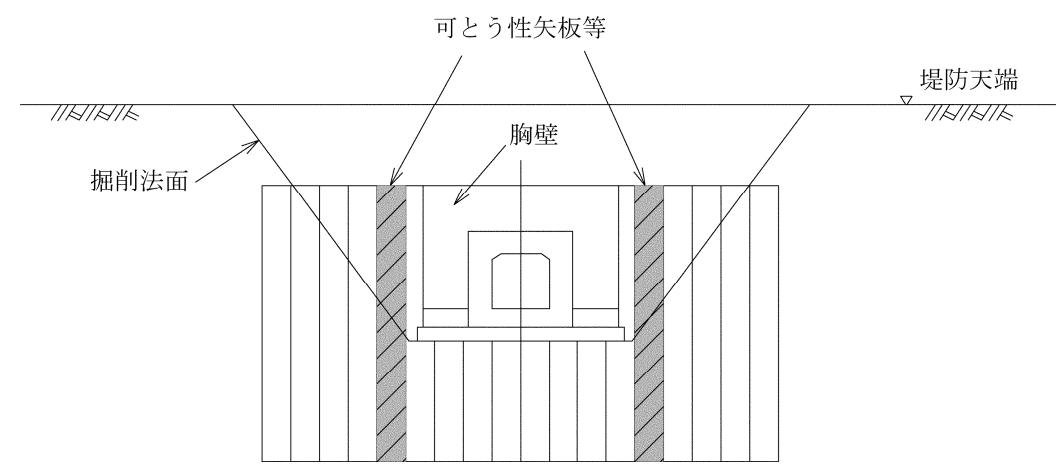 可とう性矢板等
堤防天端
胸壁
掘削法面